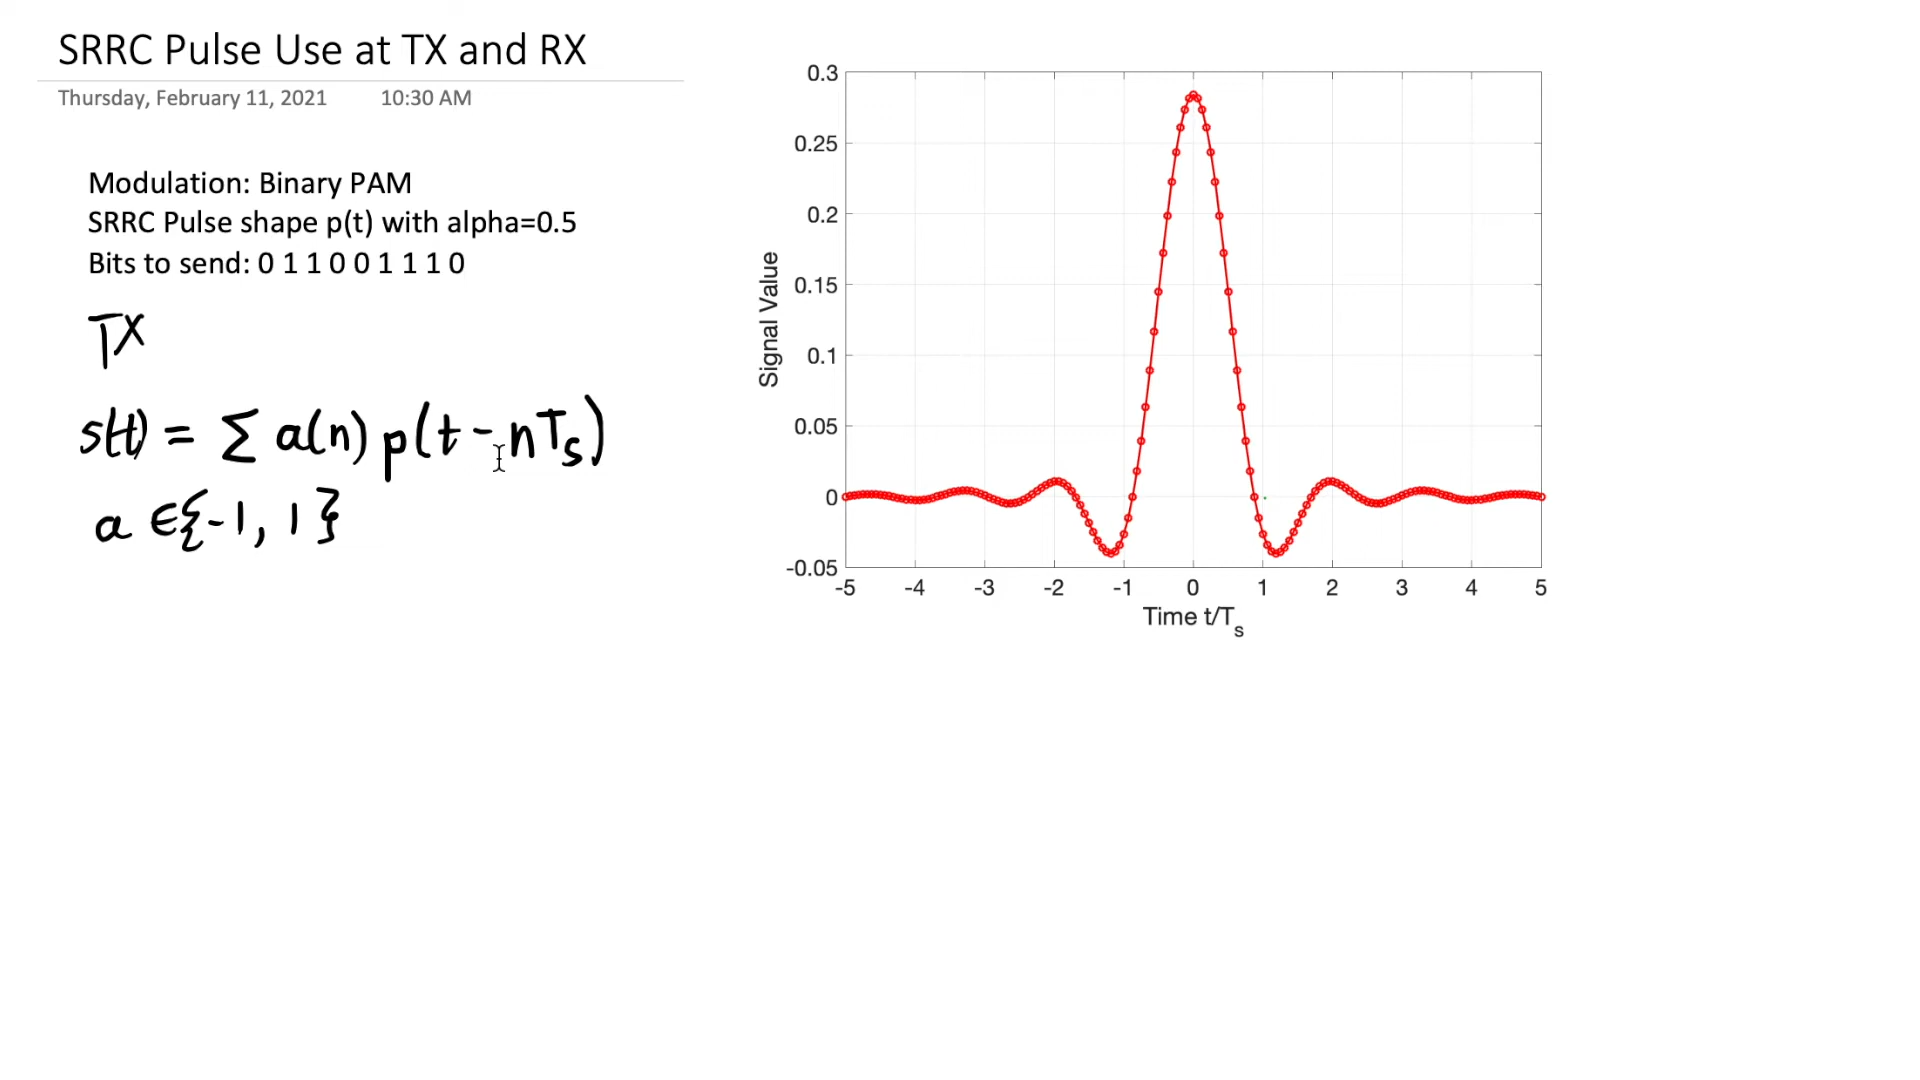 SRRC Pulse Use at TX and RX
Thursday, February 11, 2021 10:30 AM
Modulation: Binary PAM
SRRC Pulse shape p(t) with alpha=0.5
Bits to send: 0 1 1 0 0 1 1 1 0
TX
s(t) = Σ a(n) p(t - nTs)
a ∈{-1, 1}
0.3
0.25
0.2
0.15
0.1
0.05
0
-0.05
Signal Value
-5 -4 -3 -2 -1 0 1 2 3 4 5
Time t/Ts